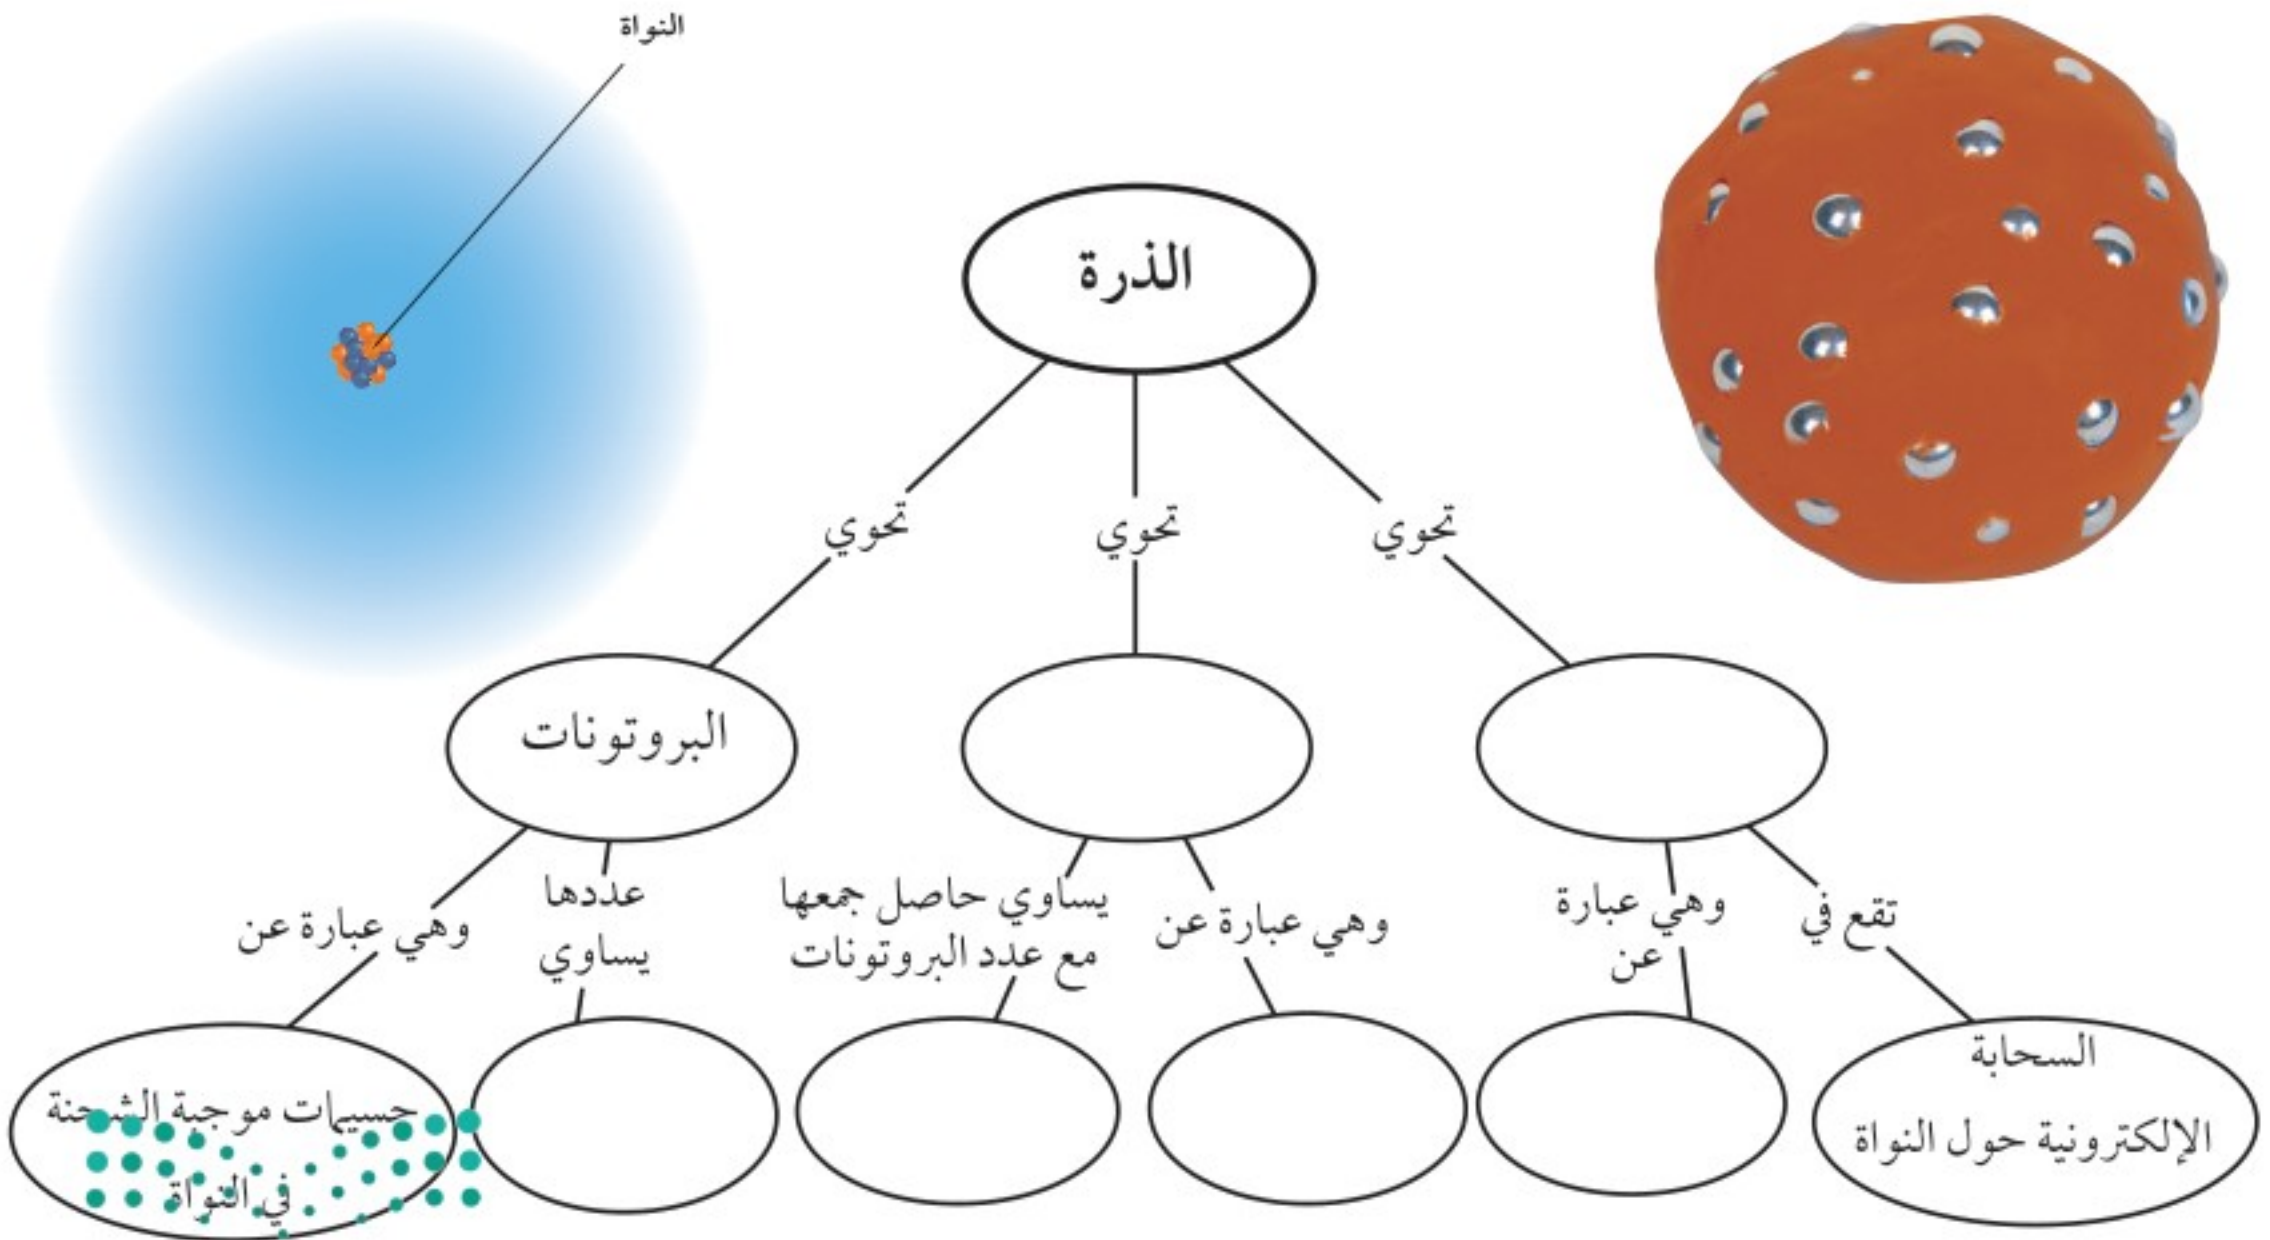 النواة
الذرة
تحوي
تحوي
تحوي
البروتونات
تقع في
وهي عبارة
عن
وهي عبارة عن
يساوي حاصل جمعها
مع عدد البروتونات
عددها
يساوي
وهي عبارة عن
السحابة
الإلكترونية حول النواة
جسيمات موجبة الشحنة
في النواة